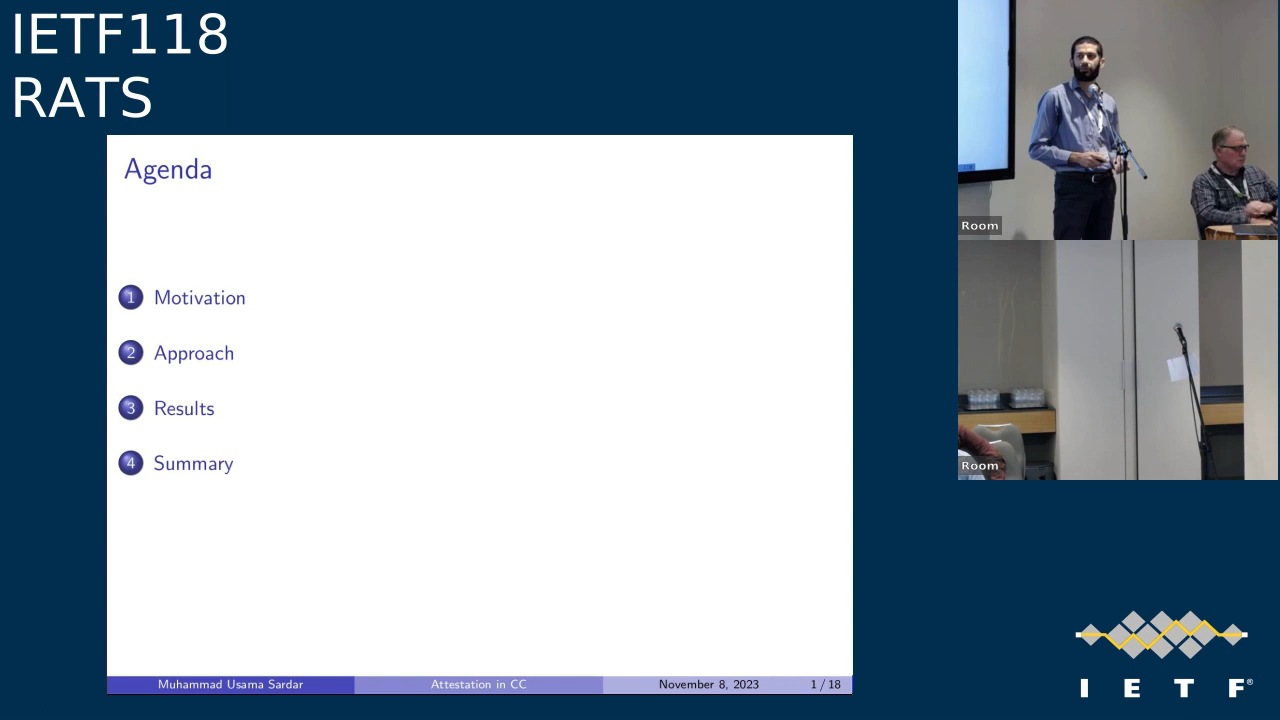 IETF118
RATS
Agenda
1 Motivation
2 Approach
3 Results
4 Summary
Muhammad Usama Sardar Attestation in CC November 8, 2023 1 / 18
Room
Room
I E T F®